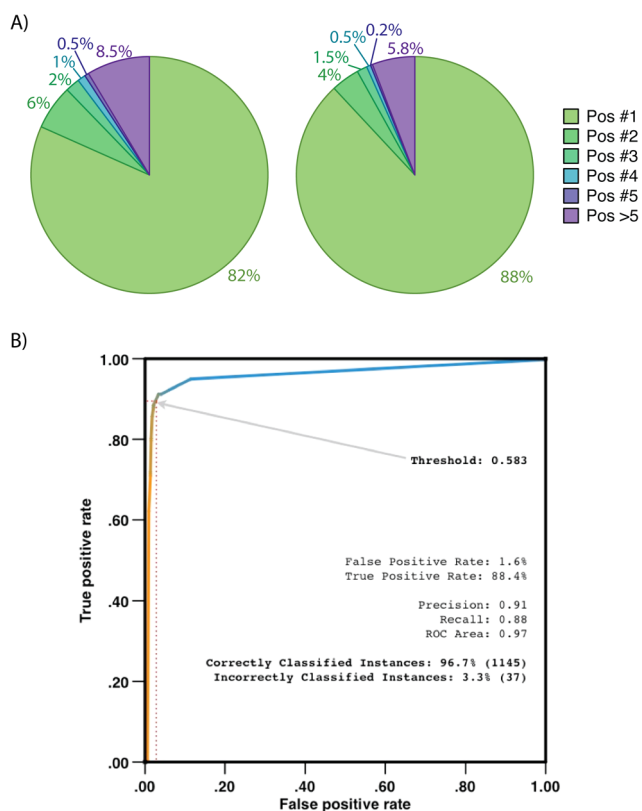 A)
0.5%
8.5%
1%
2%
6%
82%
0.2%
0.5%
5.8%
1.5%
4%
88%
Pos #1
Pos #2
Pos #3
Pos #4
Pos #5
Pos >5
B)
1.00
.80
.60
.40
.20
.00
True positive rate
Threshold: 0.583
False Positive Rate: 1.6%
True Positive Rate: 88.4%
Precision: 0.91
Recall: 0.88
ROC Area: 0.97
Correctly Classified Instances: 96.7% (1145)
Incorrectly Classified Instances: 3.3% (37)
.00 .20 .40 .60 .80 1.00
False positive rate